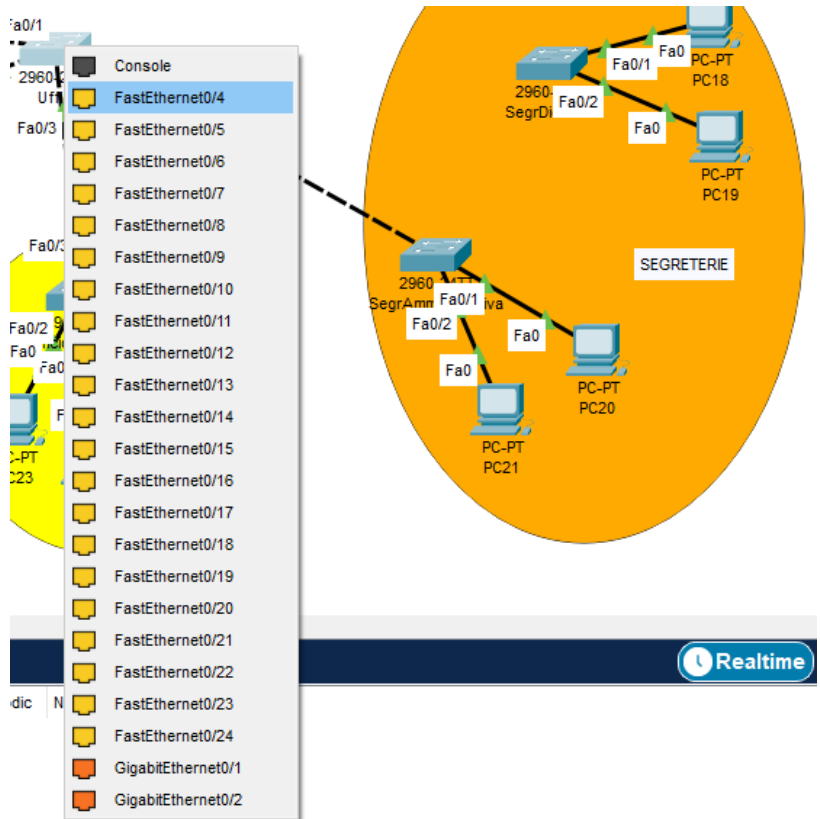 Fa0/1
2960-2
Uff
Fa0/3
Console
FastEthernet0/4
FastEthernet0/5
FastEthernet0/6
FastEthernet0/7
FastEthernet0/8
FastEthernet0/9
FastEthernet0/10
FastEthernet0/11
FastEthernet0/12
FastEthernet0/13
FastEthernet0/14
FastEthernet0/15
FastEthernet0/16
FastEthernet0/17
FastEthernet0/18
FastEthernet0/19
FastEthernet0/20
FastEthernet0/21
FastEthernet0/22
FastEthernet0/23
FastEthernet0/24
GigabitEthernet0/1
GigabitEthernet0/2
Fa0/1
Fa0
PC-PT
PC18
2960-
SegrDi
Fa0/2
Fa0
PC-PT
PC19
SEGRETERIE
2960-24TT
SegrAmm
iva
Fa0/1
Fa0/2
Fa0
Fa0
PC-PT
PC20
PC-PT
PC21
Fa0/3
Fa0/2
Fa0
Fa0
C-PT
C23
Realtime
dic
N